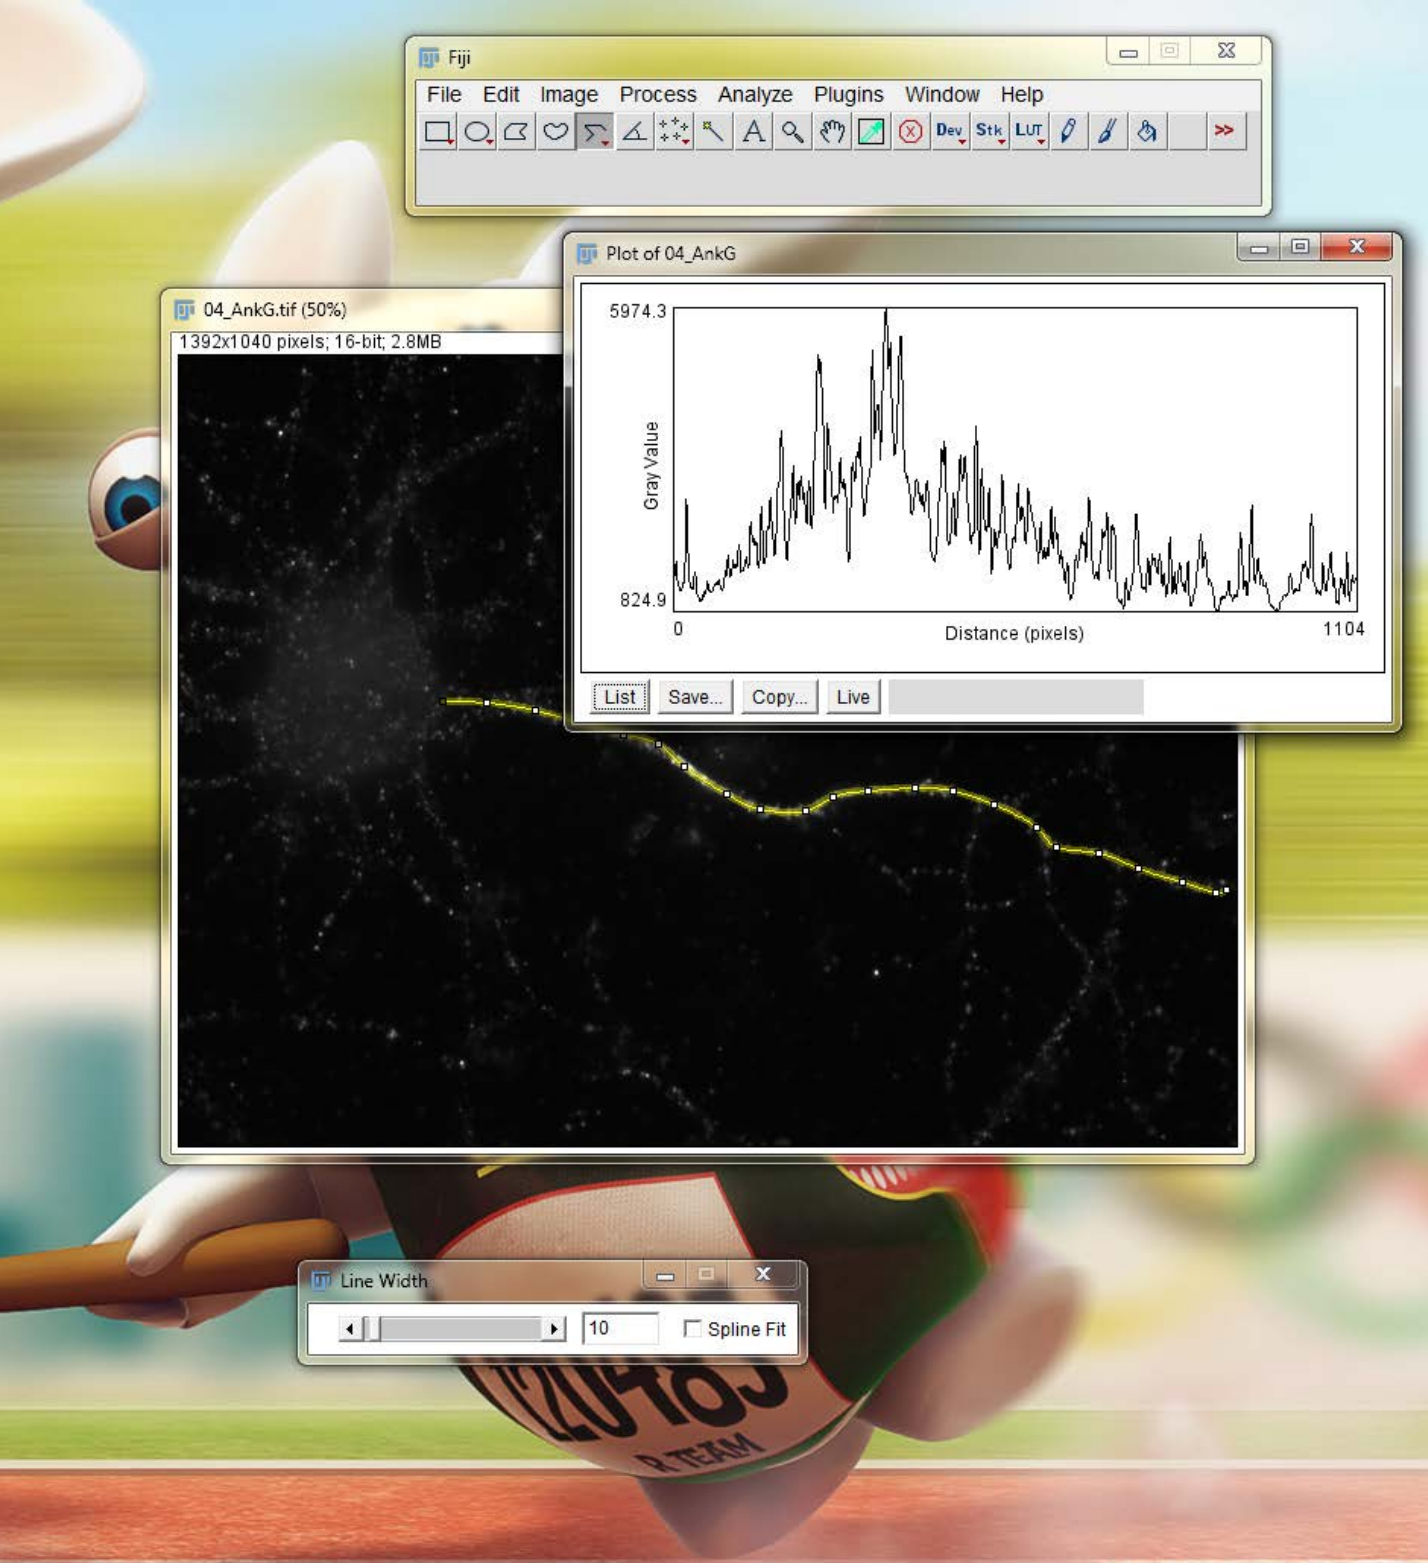 Fiji
File Edit Image Process Analyze Plugins Window Help
A Dev Stk LUT >>
Plot of 04_AnkG
04_AnkG.tif (50%)
1392x1040 pixels; 16-bit; 2.8MB
5974.3
Gray Value
824.9
0 1104
Distance (pixels)
List Save... Copy... Live
Line Width
10 Spline Fit
R TEAM